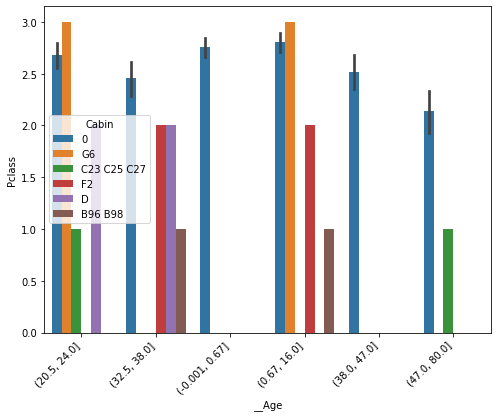 3.0
2.5
2.0
1.5
1.0
0.5
0.0
Pclass
Cabin
0
G6
C23 C25 C27
F2
D
B96 B98
(20.5, 24.0]
(32.5, 38.0]
(-0.001, 0.67]
(0.67, 16.0]
(38.0, 47.0]
(47.0, 80.0]
__Age